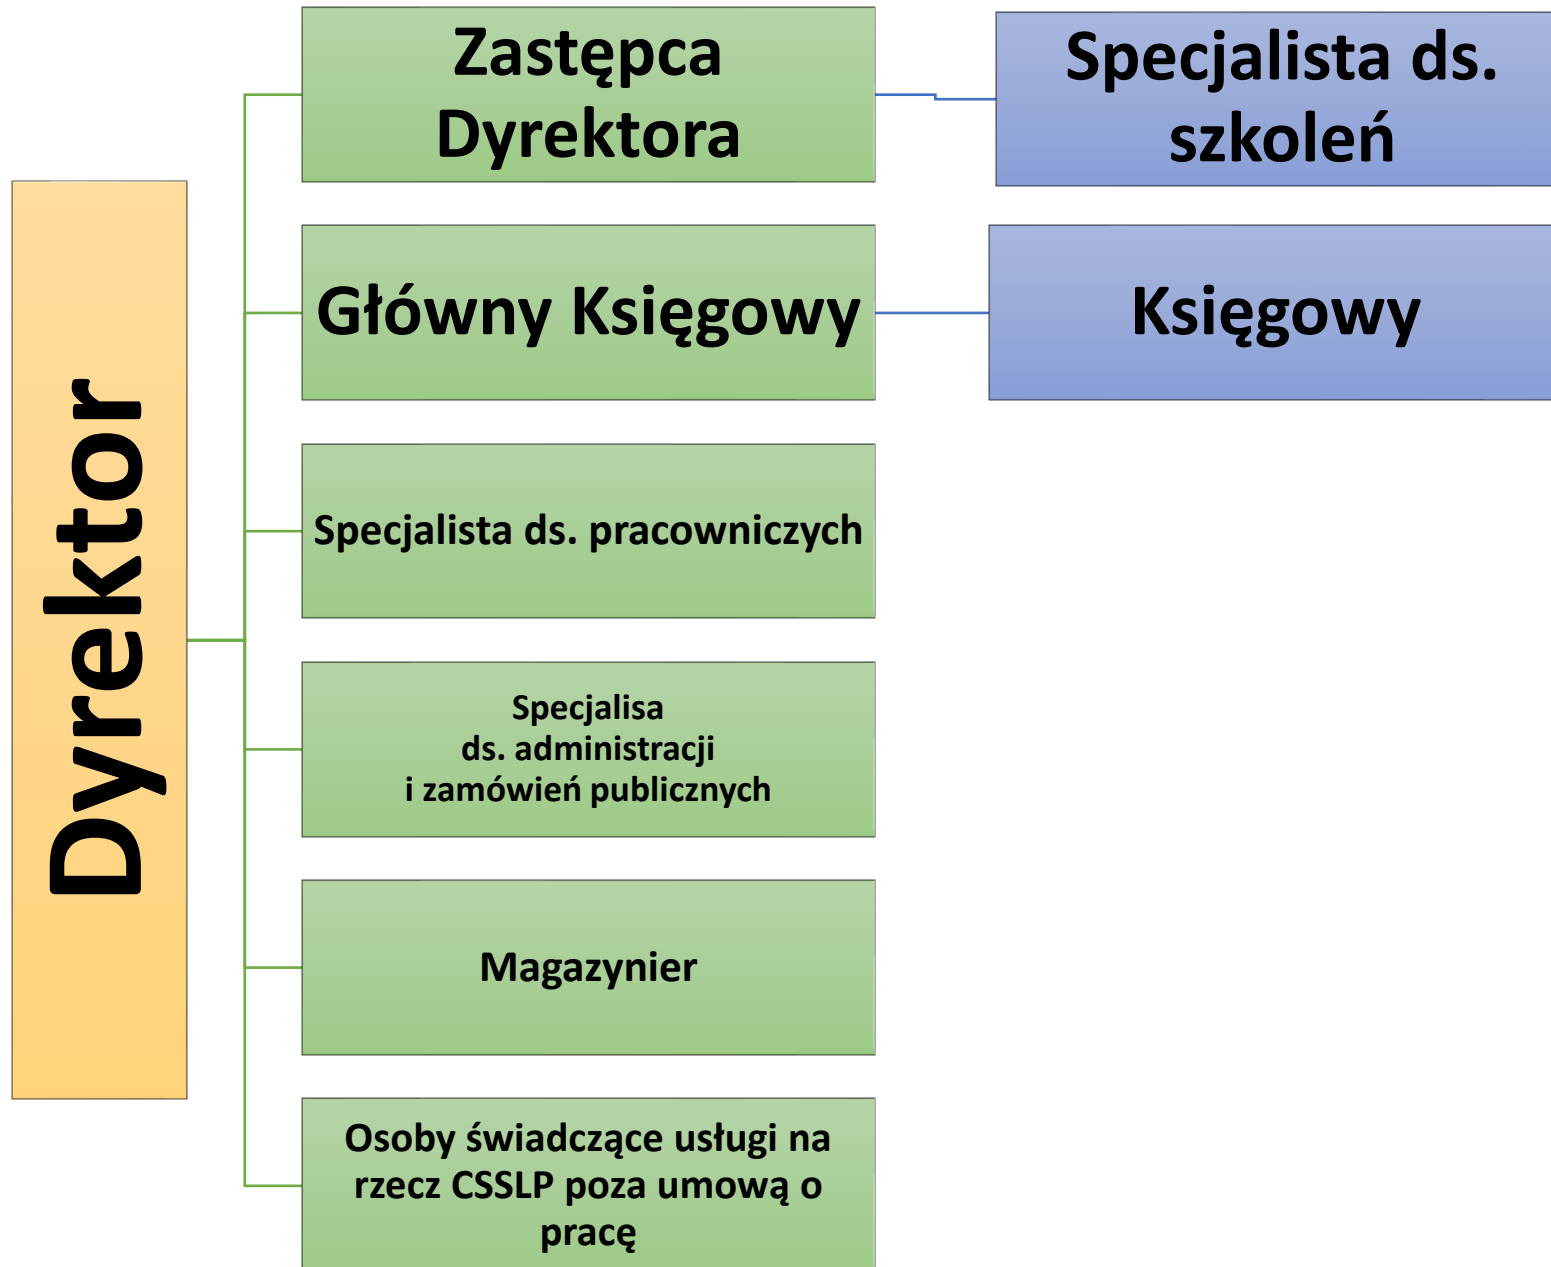 Dyrektor
Zastępca
Dyrektora
Specjalista ds.
szkoleń
Główny Księgowy
Księgowy
Specjalista ds. pracowniczych
Specjalisa
ds. administracji
i zamówień publicznych
Magazynier
Osoby świadczące usługi na
rzecz CSSLP poza umową o
pracę